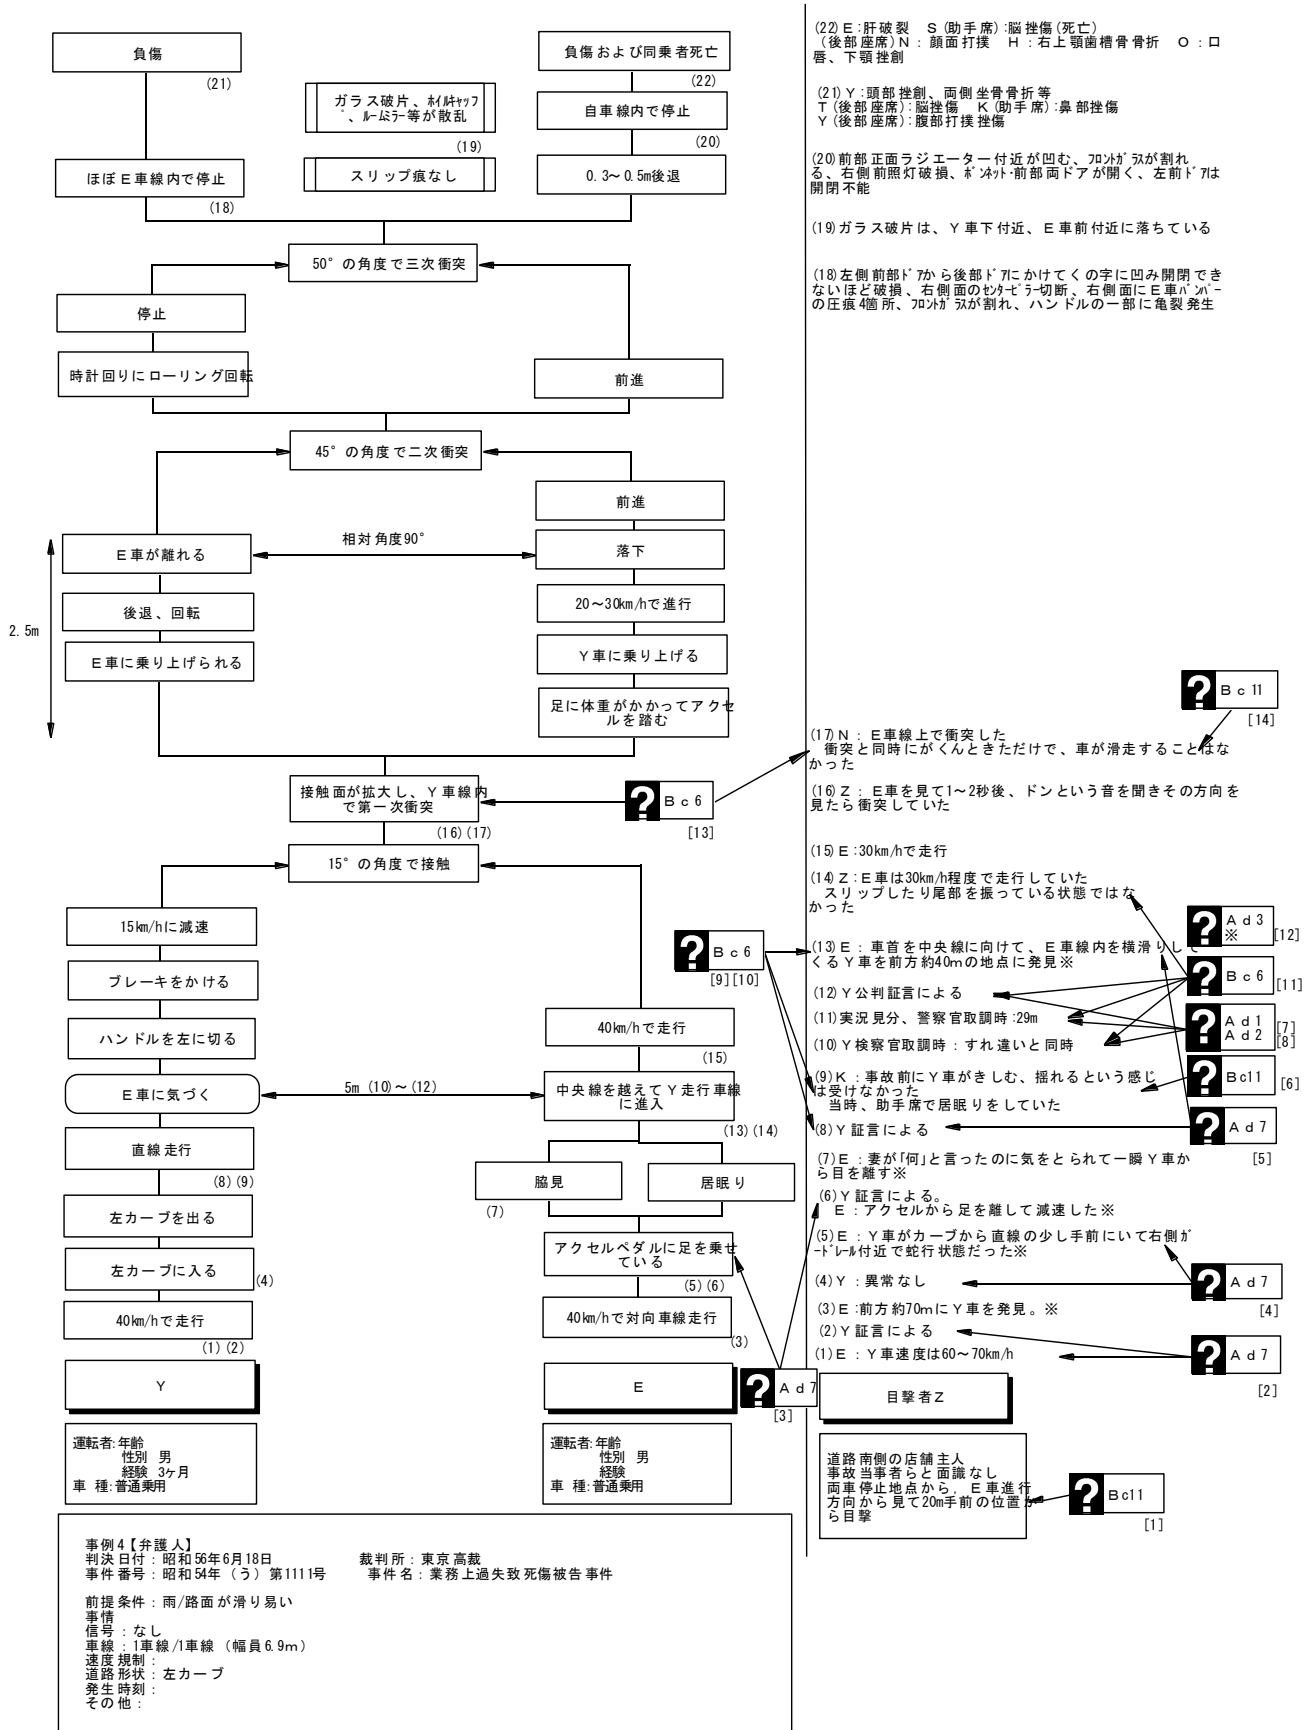 負傷
(21)
負傷および同乗者死亡
(22)
ガラス破片、ﾎｲﾙｷｬｯﾌ
ﾟ、ﾙｰﾑﾐﾗｰ等が散乱
(19)
自車線内で停止
(20)
ほぼE車線内で停止
(18)
スリップ痕なし
0.3～0.5m後退
50°の角度で三次衝突
停止
時計回りにローリング回転
前進
45°の角度で二次衝突
前進
E車が離れる
相対角度90°
落下
後退、回転
20～30km/hで進行
2.5m
E車に乗り上げられる
Y車に乗り上げる
足に体重がかかってアクセ
ルを踏む
接触面が拡大し、Y車線内
で第一次衝突
(16)(17)
? Bc6
[13]
15°の角度で接触
15km/hに減速
ブレーキをかける
? Bc6
[9][10]
ハンドルを左に切る
40km/hで走行
(15)
E車に気づく
5m (10)～(12)
中央線を越えてY走行車線
に進入
(13)(14)
直線走行
(8)(9)
脇見
(7)
居眠り
左カーブを出る
左カーブに入る
(4)
アクセルペダルに足を乗せ
ている
(5)(6)
40km/hで走行
(1)(2)
40km/hで対向車線走行
(3)
Y
E
? Ad7
[3]
運転者:年齢
性別 男
経験 3ヶ月
車 種:普通乗用
運転者:年齢
性別 男
経験
車 種:普通乗用
(22)E:肝破裂 S(助手席):脳挫傷(死亡)
(後部座席)N:顔面打撲 H:右上顎歯槽骨骨折 O:口
唇、下顎挫創
(21)Y:頭部挫創、両側坐骨骨折等
T(後部座席):脳挫傷 K(助手席):鼻部挫傷
Y(後部座席):腹部打撲挫傷
(20)前部正面ラジエーター付近が凹む、ﾌﾛﾝﾄｶﾞﾗｽが割れ
る、右側前照灯破損、ﾎﾞﾝﾈｯﾄ・前部両ドアが開く、左前ﾄﾞｱは
開閉不能
(19)ガラス破片は、Y車下付近、E車前付近に落ちている
(18)左側前部ﾄﾞｱから後部ﾄﾞｱにかけてくの字に凹み開閉でき
ないほど破損、右側面のｾﾝﾀｰﾋﾟﾗｰ切断、右側面にE車ﾊﾞﾝﾊﾟｰ
の圧痕4箇所、ﾌﾛﾝﾄｶﾞﾗｽが割れ、ハンドルの一部に亀裂発生
? Bc11
[14]
(17)N:E車線上で衝突した
衝突と同時にがくんときただけで、車が滑走することはな
かった
(16)Z:E車を見て1～2秒後、ドンという音を聞きその方向を
見たら衝突していた
(15)E:30km/hで走行
(14)Z:E車は30km/h程度で走行していた
スリップしたり尾部を振っている状態ではな
かった
? Ad3
※
[12]
(13)E:車首を中央線に向けて、E車線内を横滑りして
くるY車を前方約40mの地点に発見※
? Bc6
[11]
(12)Y公判証言による
(11)実況見分、警察官取調時:29m
? Ad1
Ad2
[7]
[8]
(10)Y検察官取調時:すれ違いと同時
(9)K:事故前にY車がきしむ、揺れるという感じ
は受けなかった
当時、助手席で居眠りをしていた
? Bc11
[6]
(8)Y証言による
? Ad7
[5]
(7)E:妻が「何」と言ったのに気をとられて一瞬Y車か
ら目を離す※
(6)Y証言による。
E:アクセルから足を離して減速した※
(5)E:Y車がカーブから直線の少し手前にいて右側ｶﾞ
ｰﾄﾞﾚｰﾙ付近で蛇行状態だった※
(4)Y:異常なし
? Ad7
[4]
(3)E:前方約70mにY車を発見。※
(2)Y証言による
(1)E:Y車速度は60～70km/h
? Ad7
[2]
目撃者Z
道路南側の店舗主人
事故当事者らと面識なし
両車停止地点から、E車進行
方向から見て20m手前の位置か
ら目撃
? Bc11
[1]
事例4【弁護人】
判決日付:昭和56年6月18日 裁判所:東京高裁
事件番号:昭和54年(う)第1111号 事件名:業務上過失致死傷被告事件
前提条件:雨/路面が滑り易い
事情
信号:なし
車線:1車線/1車線(幅員6.9m)
速度規制:
道路形状:左カーブ
発生時刻:
その他: